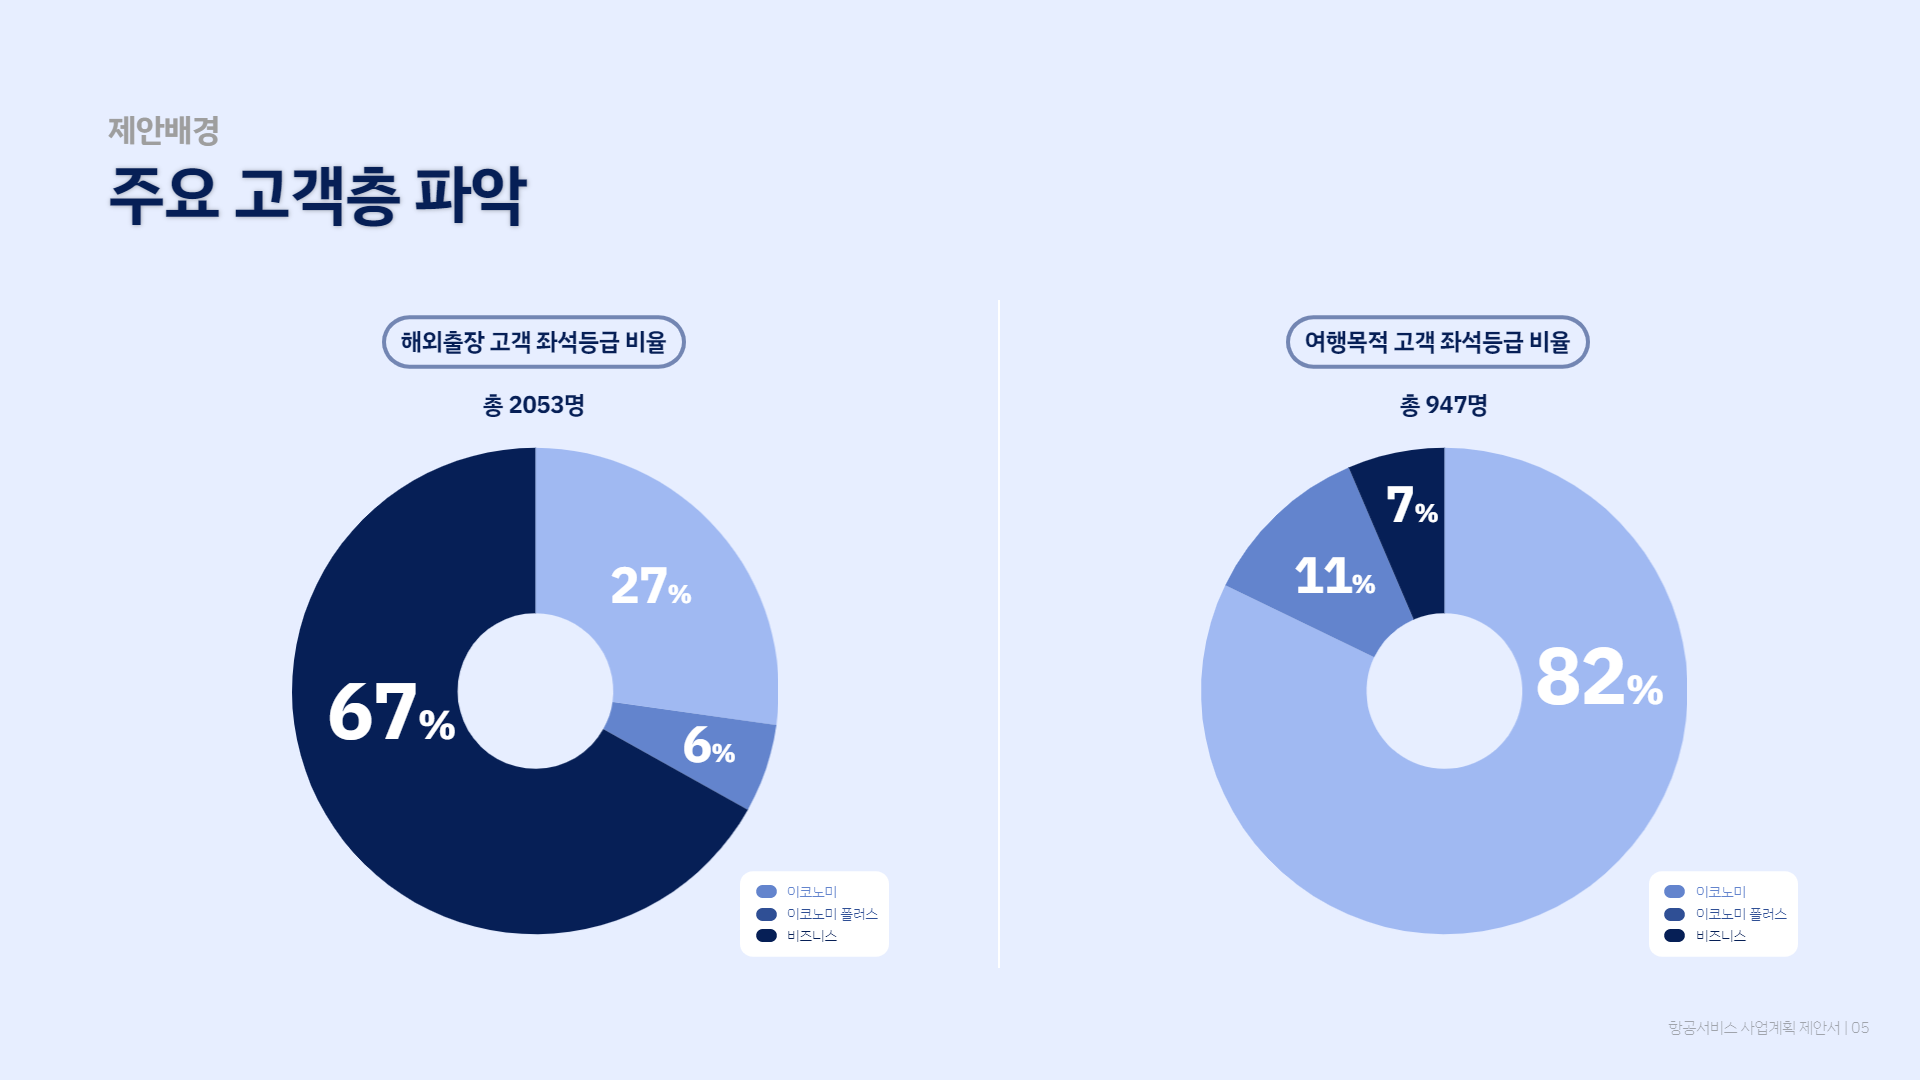 제안배경
주요 고객층 파악
해외출장 고객 좌석등급 비율
총 2053명
27%
6%
67%
이코노미
이코노미 플러스
비즈니스
여행목적 고객 좌석등급 비율
총 947명
7%
11%
82%
이코노미
이코노미 플러스
비즈니스
항공서비스 사업계획 제안서 | 05